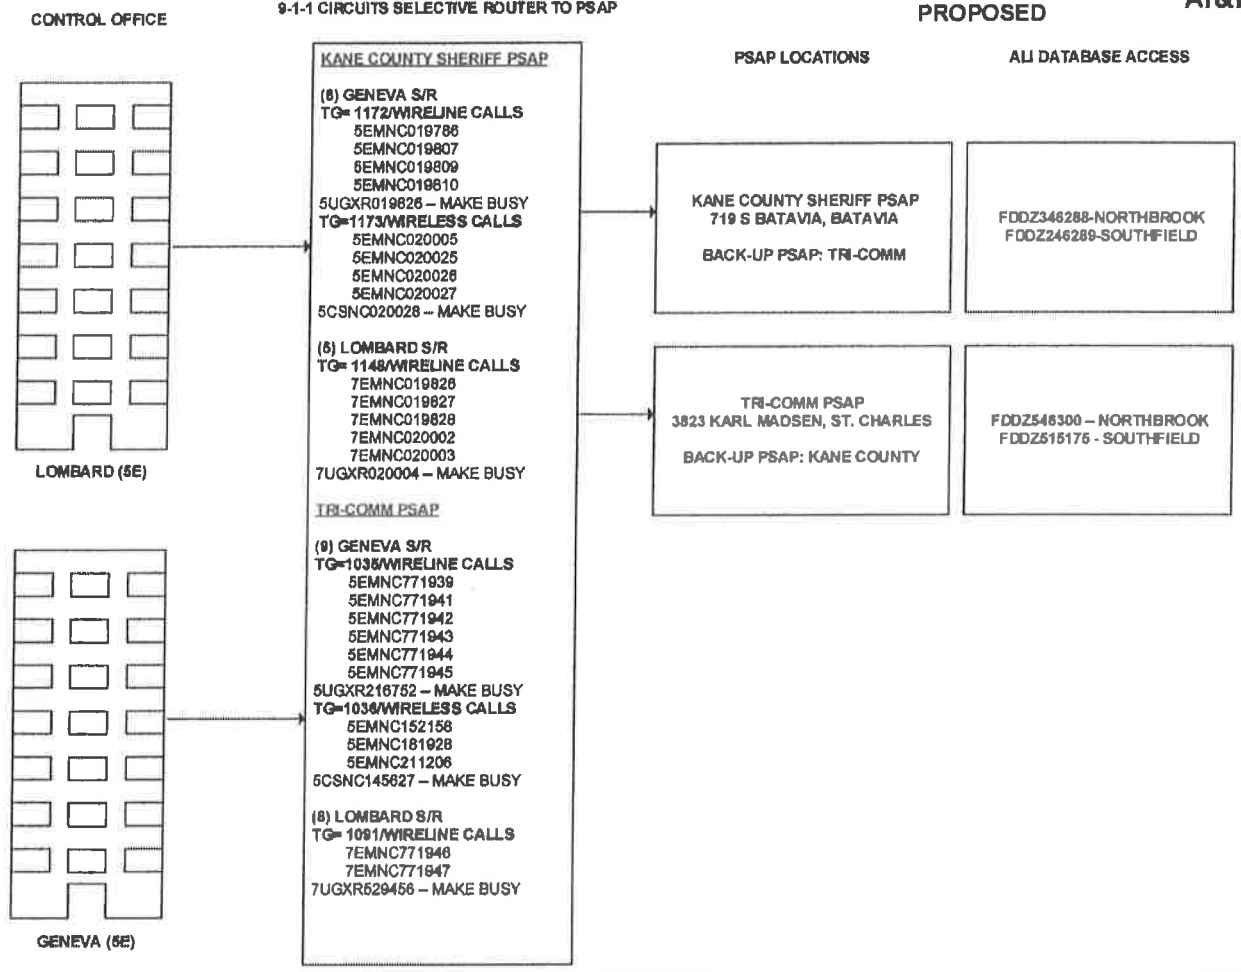 9-1-1 CIRCUITS SELECTIVE ROUTER TO PSAP
PROPOSED
CONTROL OFFICE
PSAP LOCATIONS
ALI DATABASE ACCESS
LOMBARD (5E)
GENEVA (5E)
KANE COUNTY SHERIFF PSAP
(8) GENEVA S/R
TG= 1172/WIRELINE CALLS
5EMNC019786
5EMNC019807
5EMNC019809
5EMNC019810
5UGXR019826 – MAKE BUSY
TG=1173/WIRELESS CALLS
5EMNC020005
5EMNC020025
5EMNC020026
5EMNC020027
5CSNC020028 – MAKE BUSY
(5) LOMBARD S/R
TG= 1148/WIRELINE CALLS
7EMNC019826
7EMNC019827
7EMNC019828
7EMNC020002
7EMNC020003
7UGXR020004 – MAKE BUSY
TRI-COMM PSAP
(9) GENEVA S/R
TG=1035/WIRELINE CALLS
5EMNC771939
5EMNC771941
5EMNC771942
5EMNC771943
5EMNC771944
5EMNC771945
5UGXR216752 – MAKE BUSY
TG=1036/WIRELESS CALLS
5EMNC152158
5EMNC181928
5EMNC211206
5CSNC145627 – MAKE BUSY
(8) LOMBARD S/R
TG= 1091/WIRELINE CALLS
7EMNC771946
7EMNC771947
7UGXR529456 – MAKE BUSY
KANE COUNTY SHERIFF PSAP
719 S BATAVIA, BATAVIA
BACK-UP PSAP: TRI-COMM
FDDZ346288-NORTHBROOK
FDDZ246289-SOUTHFIELD
TRI-COMM PSAP
3823 KARL MADSEN, ST. CHARLES
BACK-UP PSAP: KANE COUNTY
FDDZ546300 – NORTHBROOK
FDDZ515175 - SOUTHFIELD